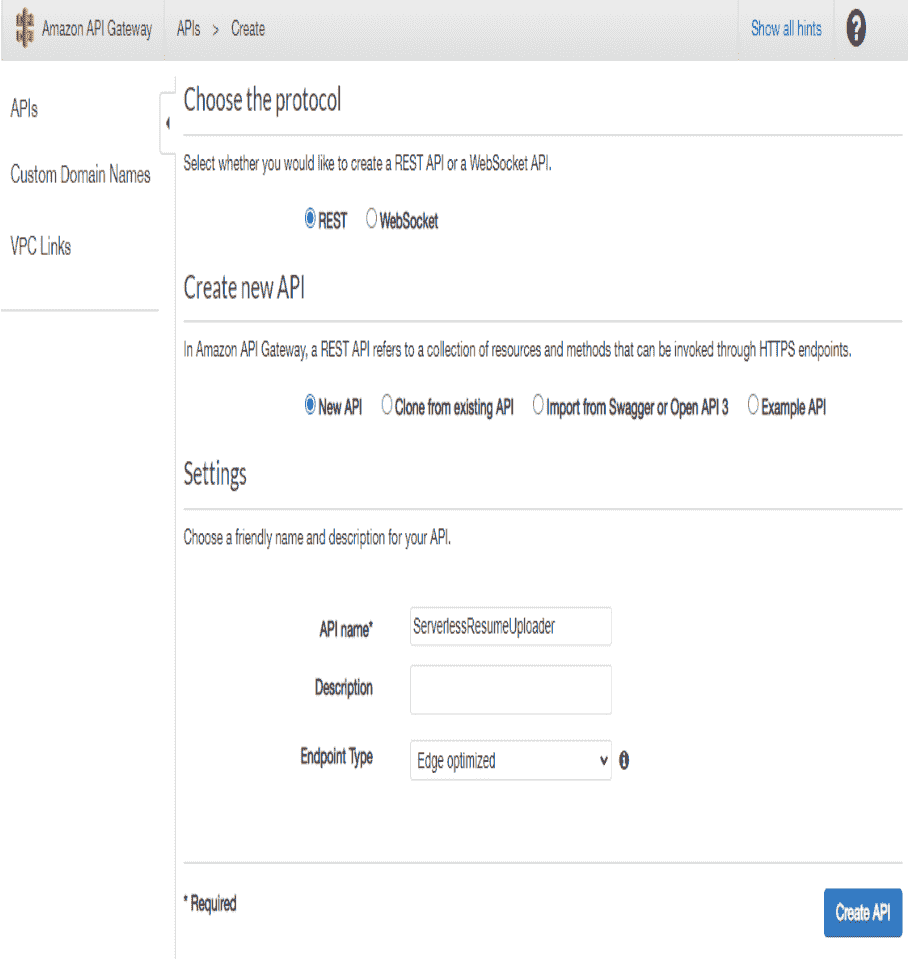 Amazon API Gateway APIs > Create Show all hints ?
APIs
Custom Domain Names
VPC Links
Choose the protocol
Select whether you would like to create a REST API or a WebSocket API.
REST WebSocket
Create new API
In Amazon API Gateway, a REST API refers to a collection of resources and methods that can be invoked through HTTPS endpoints.
New API Clone from existing API Import from Swagger or Open API 3 Example API
Settings
Choose a friendly name and description for your API.
API name* ServerlessResumeUploader
Description
Endpoint Type Edge optimized i
* Required Create API